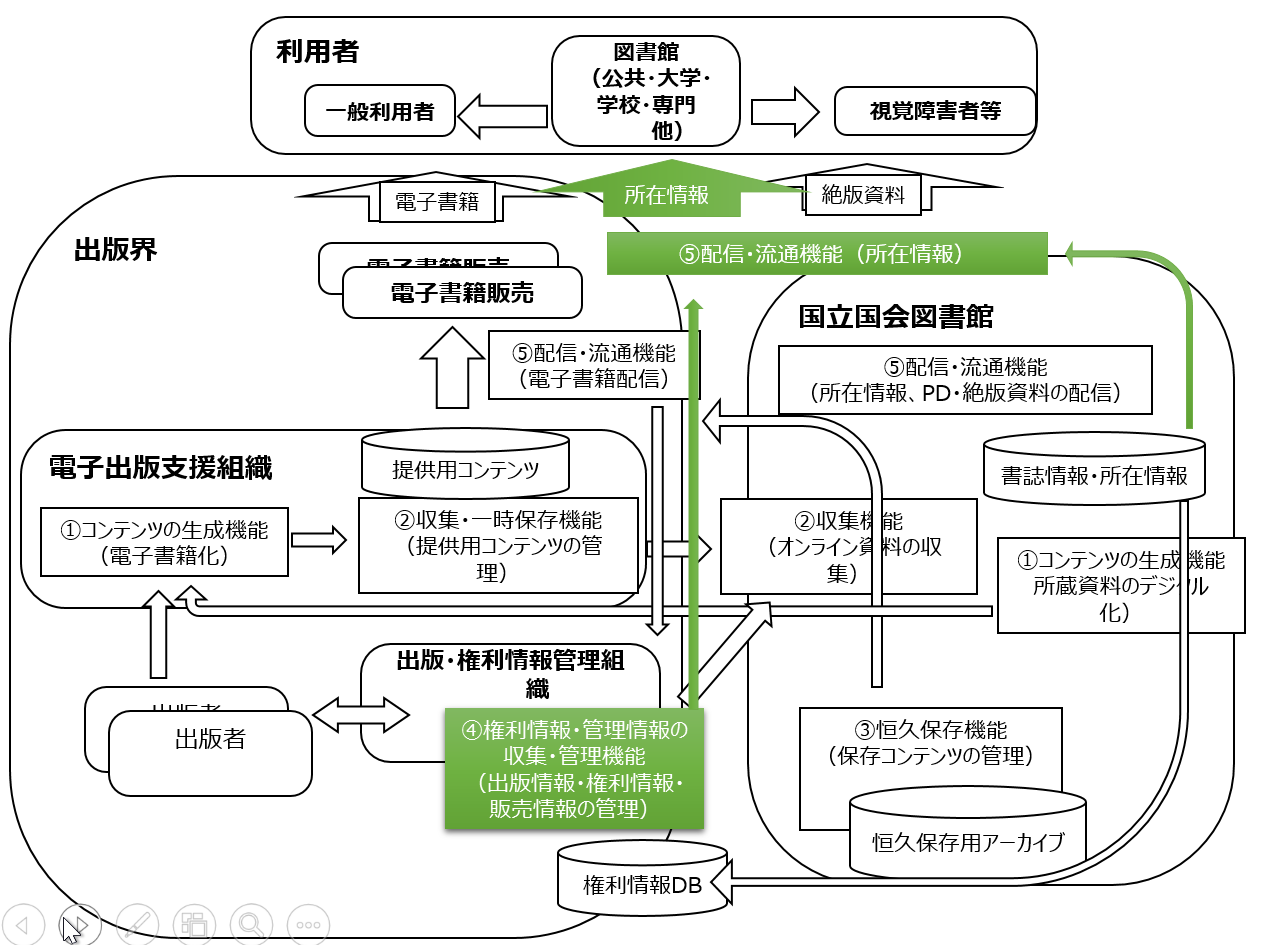 利用者
図書館
（公共・大学・
学校・専門
他）
一般利用者
視覚障害者等
電子書籍
所在情報
絶版資料
出版界
電子書籍販売
電子書籍販売
⑤配信・流通機能（所在情報）
国立国会図書館
⑤配信・流通機能
（電子書籍配信）
⑤配信・流通機能
（所在情報、PD・絶版資料の配信）
電子出版支援組織
提供用コンテンツ
書誌情報・所在情報
①コンテンツの生成機能
（電子書籍化）
②収集・一時保存機能
（提供用コンテンツの管
理）
②収集機能
（オンライン資料の収
集）
①コンテンツの生成機能
所蔵資料のデジタル
化）
出版・権利情報管理組
織
出版者
出版者
④権利情報・管理情報の
収集・管理機能
（出版情報・権利情報・
販売情報の管理）
③恒久保存機能
（保存コンテンツの管理）
恒久保存用アーカイブ
権利情報DB